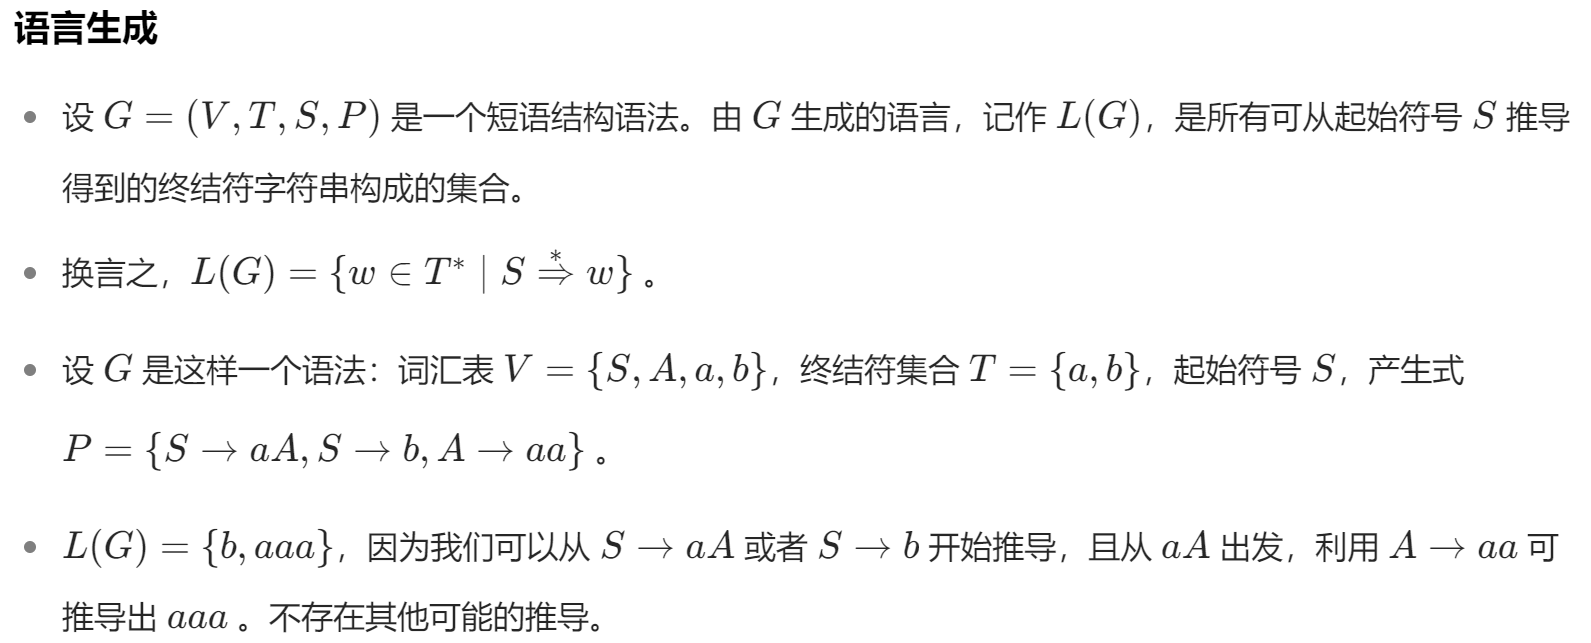 语言生成
• 设 G = (V, T, S, P) 是一个短语结构语法。由 G 生成的语言，记作 L(G)，是所有可从起始符号 S 推导
得到的终结符字符串构成的集合。
• 换言之，L(G) = {w ∈ T* | S ⇒* w} 。
• 设 G 是这样一个语法：词汇表 V = {S, A, a, b}，终结符集合 T = {a, b}，起始符号 S，产生式
P = {S → aA, S → b, A → aa} 。
• L(G) = {b, aaa}，因为我们可以从 S → aA 或者 S → b 开始推导，且从 aA 出发，利用 A → aa 可
推导出 aaa 。不存在其他可能的推导。